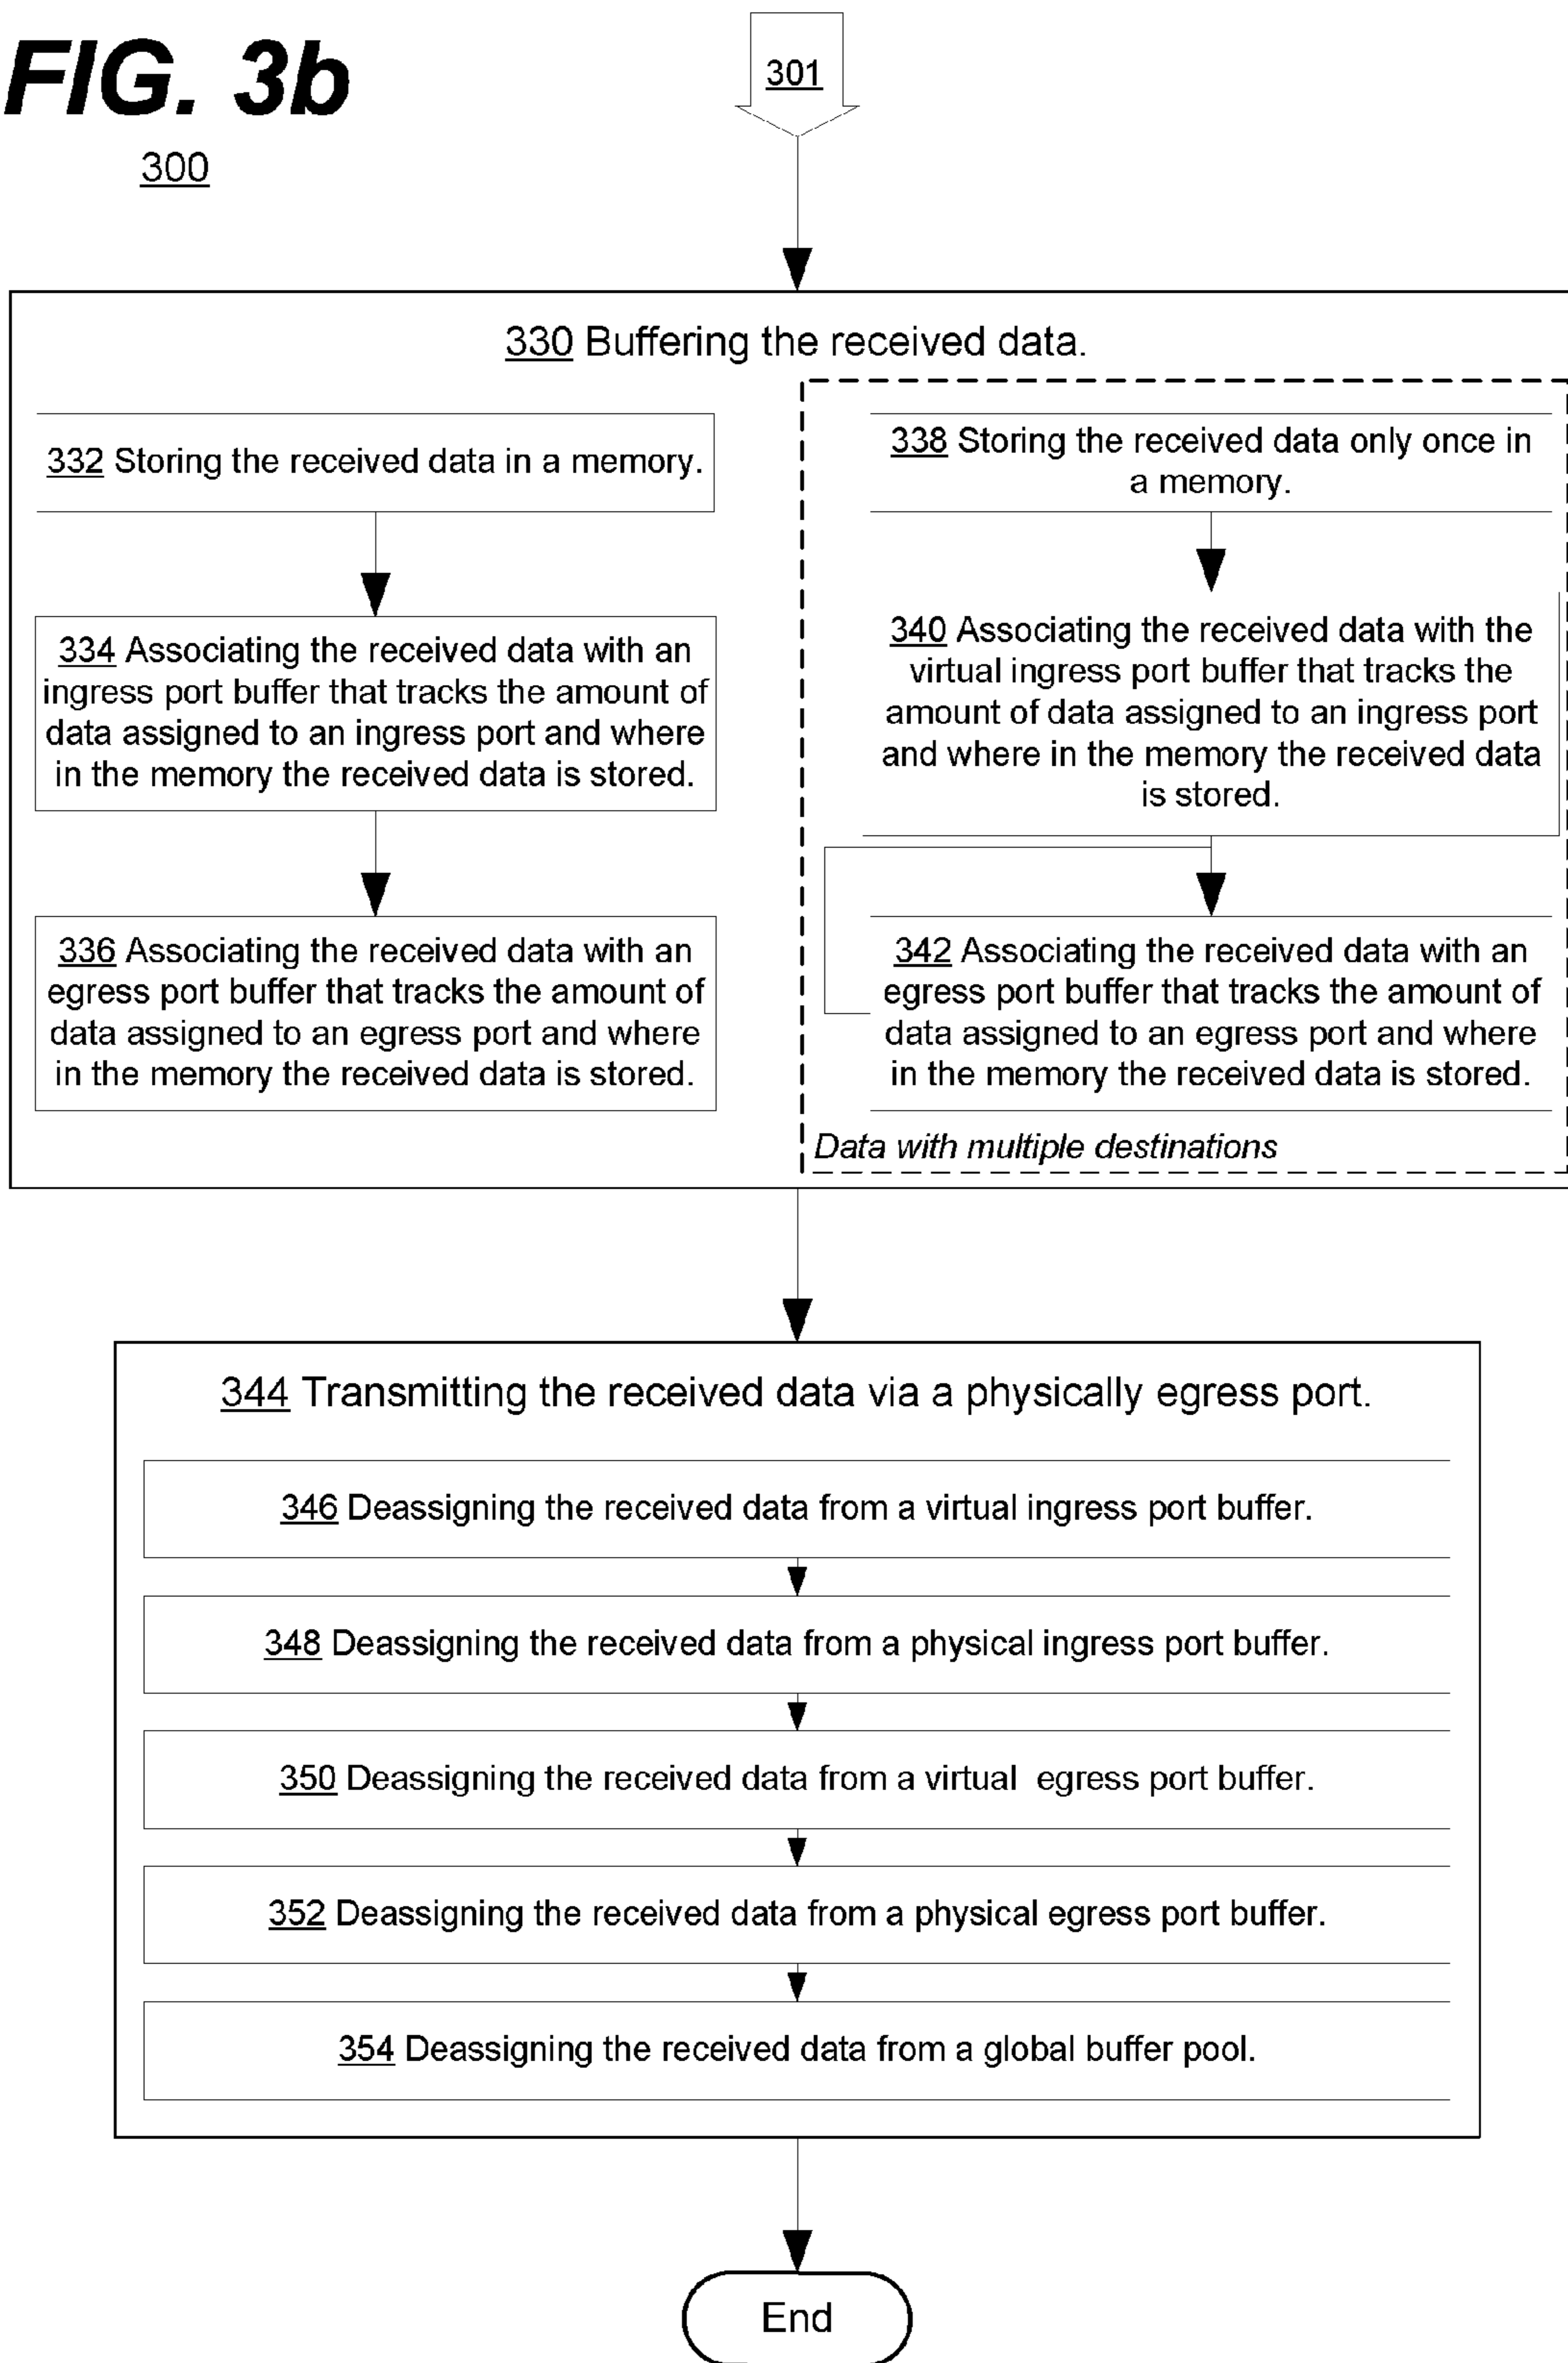 FIG. 3b
300
301
330 Buffering the received data.
332 Storing the received data in a memory.
334 Associating the received data with an
ingress port buffer that tracks the amount of
data assigned to an ingress port and where
in the memory the received data is stored.
336 Associating the received data with an
egress port buffer that tracks the amount of
data assigned to an egress port and where
in the memory the received data is stored.
338 Storing the received data only once in
a memory.
340 Associating the received data with the
virtual ingress port buffer that tracks the
amount of data assigned to an ingress port
and where in the memory the received data
is stored.
342 Associating the received data with an
egress port buffer that tracks the amount of
data assigned to an egress port and where
in the memory the received data is stored.
Data with multiple destinations
344 Transmitting the received data via a physically egress port.
346 Deassigning the received data from a virtual ingress port buffer.
348 Deassigning the received data from a physical ingress port buffer.
350 Deassigning the received data from a virtual egress port buffer.
352 Deassigning the received data from a physical egress port buffer.
354 Deassigning the received data from a global buffer pool.
End